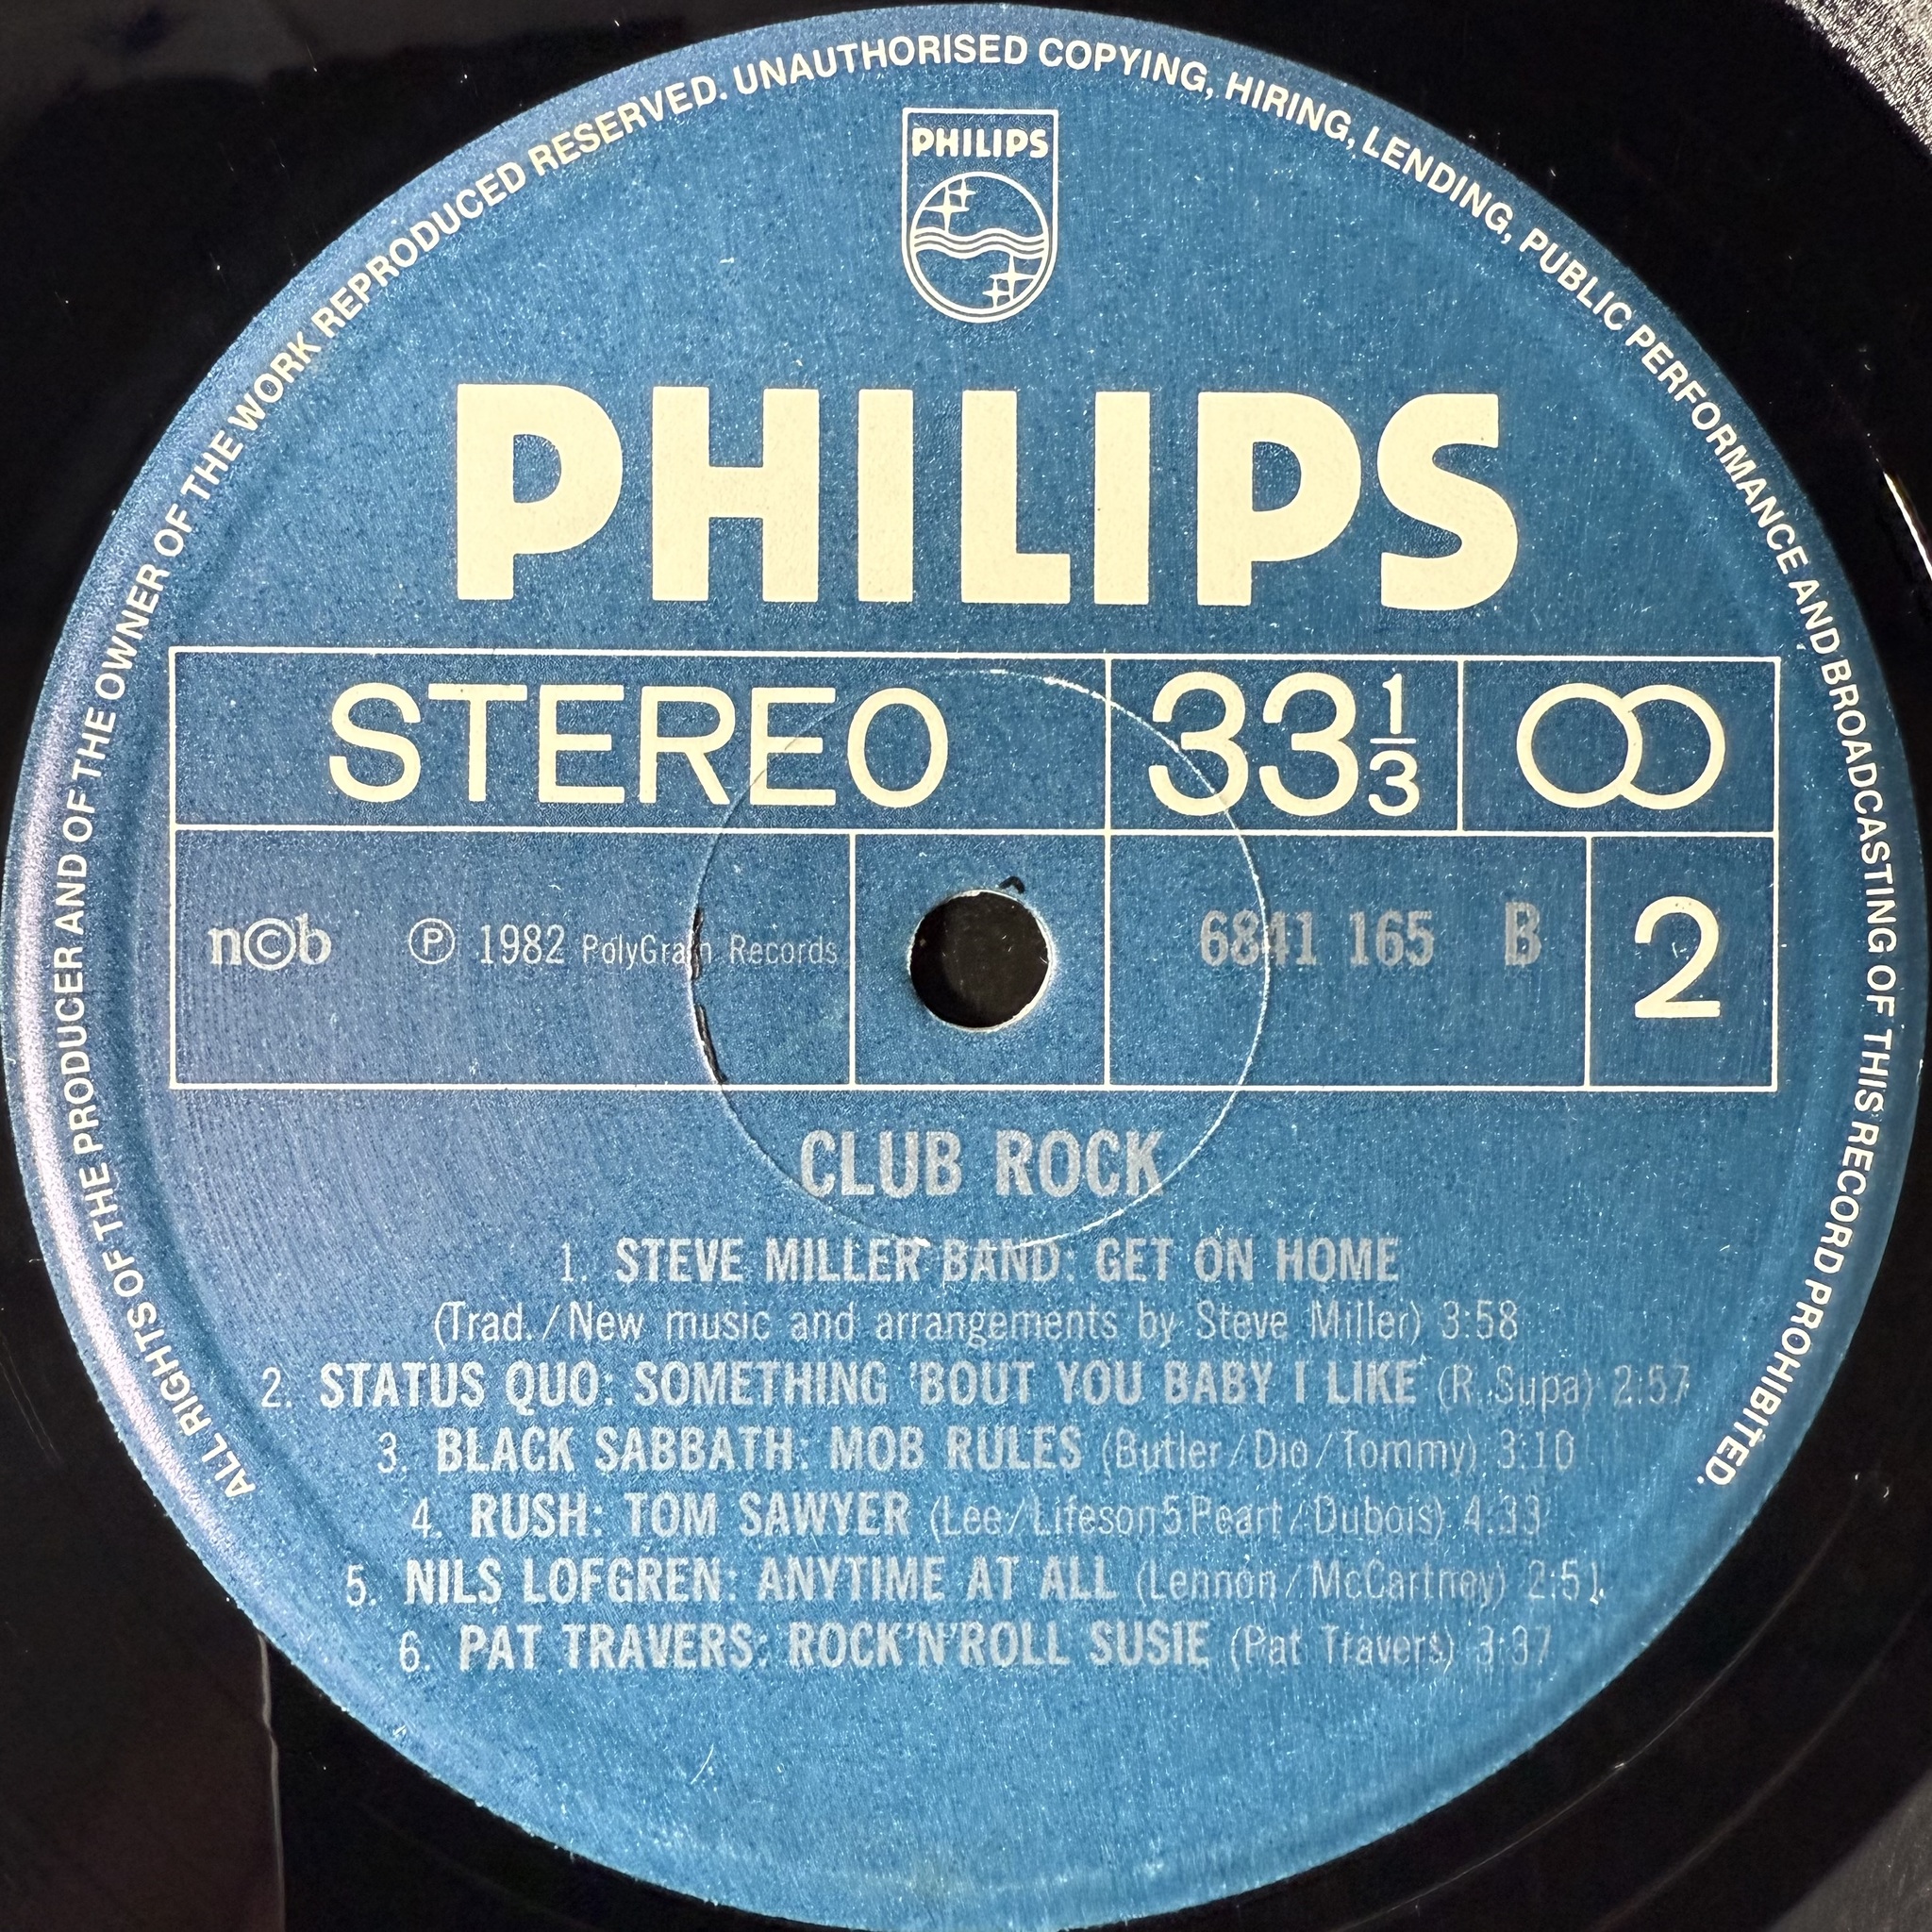 ALL RIGHTS OF THE PRODUCER AND OF THE OWNER OF THE WORK REPRODUCED RESERVED. UNAUTHORISED COPYING, HIRING, LENDING, PUBLIC PERFORMANCE AND BROADCASTING OF THIS RECORD PROHIBITED.
PHILIPS
PHILIPS
STEREO 33 1/3
n©b ℗ 1982 PolyGram Records 6841 165 B 2
CLUB ROCK
1. STEVE MILLER BAND: GET ON HOME
(Trad./New music and arrangements by Steve Miller) 3:58
2. STATUS QUO: SOMETHING 'BOUT YOU BABY I LIKE (R. Supa) 2:57
3. BLACK SABBATH: MOB RULES (Butler/Dio/Tommy) 3:10
4. RUSH: TOM SAWYER (Lee/Lifeson5Peart/Dubois) 4:33
5. NILS LOFGREN: ANYTIME AT ALL (Lennon/McCartney) 2:51
6. PAT TRAVERS: ROCK'N'ROLL SUSIE (Pat Travers) 3:37